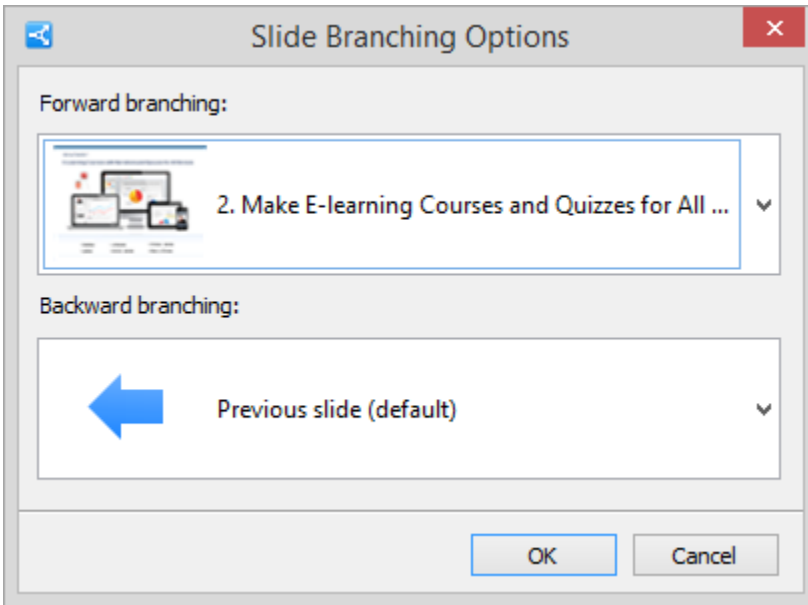 Slide Branching Options
Forward branching:
2. Make E-learning Courses and Quizzes for All ...
Backward branching:
Previous slide (default)
OK
Cancel